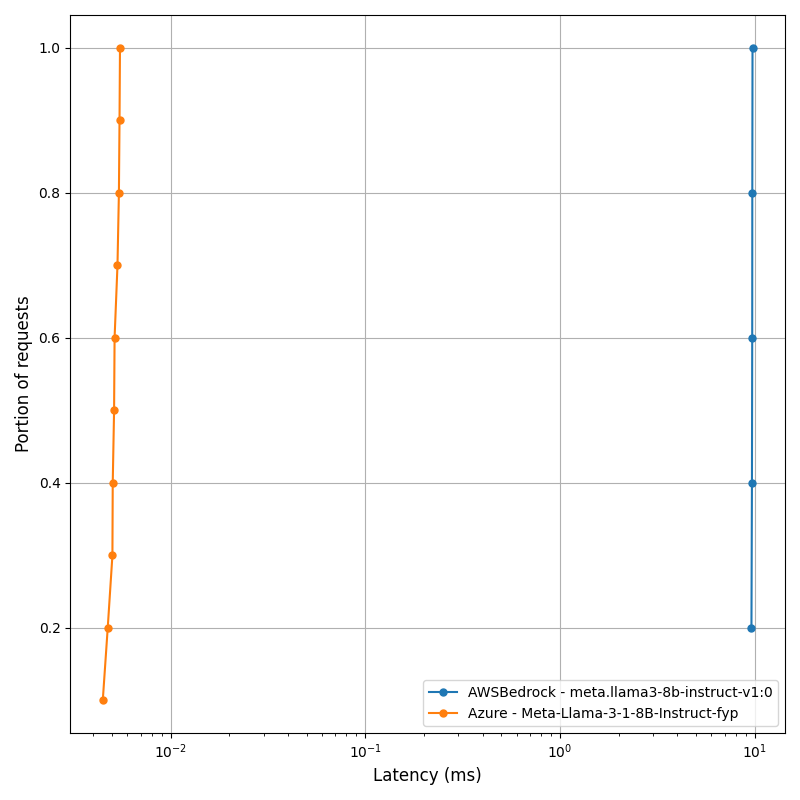 1.0
0.8
0.6
0.4
0.2
Portion of requests
10⁻²
10⁻¹
10⁰
10¹
Latency (ms)
AWSBedrock - meta.llama3-8b-instruct-v1:0
Azure - Meta-Llama-3-1-8B-Instruct-fyp